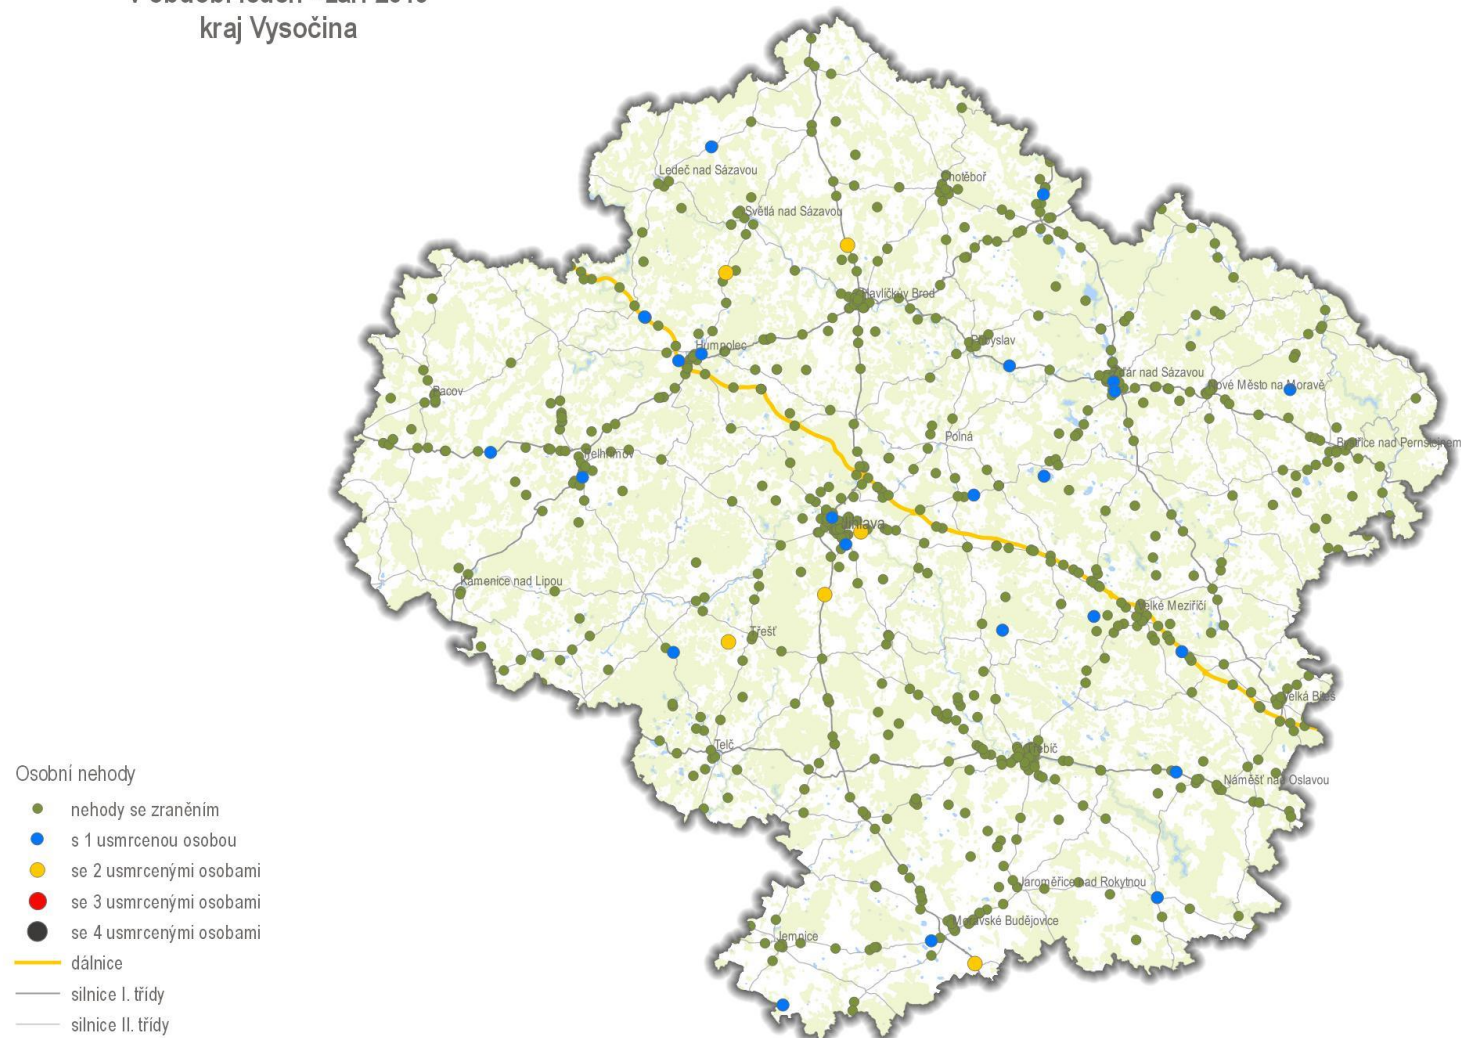 kraj Vysočina
Ledeč nad Sázavou
Světlá nad Sázavou
Havlíčkův Brod
Humpolec
Přibyslav
Žďár nad Sázavou
Nové Město na Moravě
Pacov
Polná
Bystřice nad Pernštejnem
Pelhřimov
Jihlava
Kamenice nad Lipou
Velké Meziříčí
Třešť
Velká Bíteš
Telč
Třebíč
Náměšť nad Oslavou
Jaroměřice nad Rokytnou
Moravské Budějovice
Jemnice
Osobní nehody
nehody se zraněním
s 1 usmrcenou osobou
se 2 usmrcenými osobami
se 3 usmrcenými osobami
se 4 usmrcenými osobami
dálnice
silnice I. třídy
silnice II. třídy